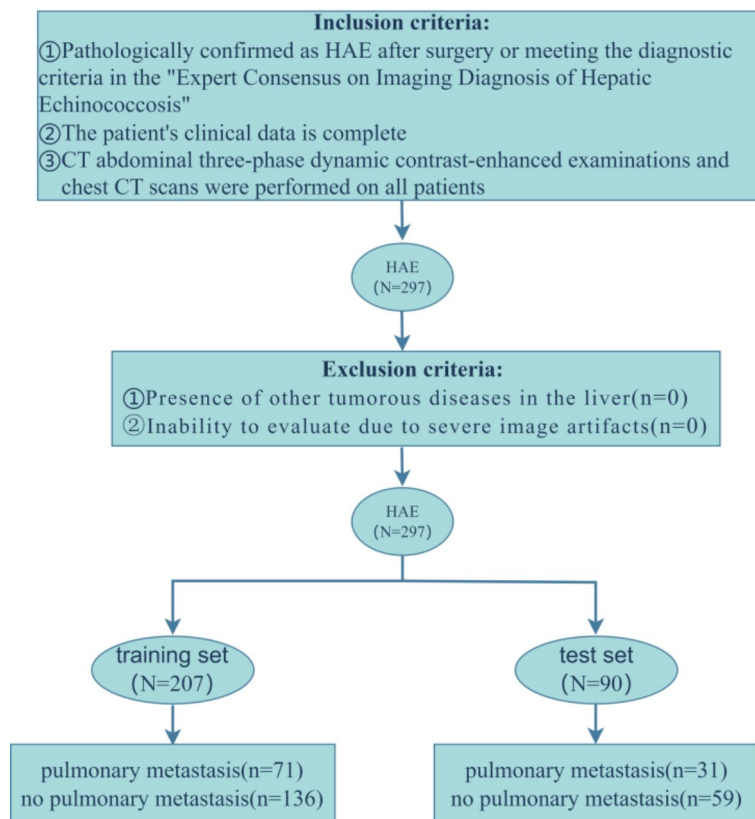 Inclusion criteria:
①Pathologically confirmed as HAE after surgery or meeting the diagnostic
criteria in the "Expert Consensus on Imaging Diagnosis of Hepatic
Echinococcosis"
②The patient's clinical data is complete
③CT abdominal three-phase dynamic contrast-enhanced examinations and
chest CT scans were performed on all patients
HAE
(N=297)
Exclusion criteria:
①Presence of other tumorous diseases in the liver(n=0)
②Inability to evaluate due to severe image artifacts(n=0)
HAE
(N=297)
training set
(N=207)
test set
(N=90)
pulmonary metastasis(n=71)
no pulmonary metastasis(n=136)
pulmonary metastasis(n=31)
no pulmonary metastasis(n=59)